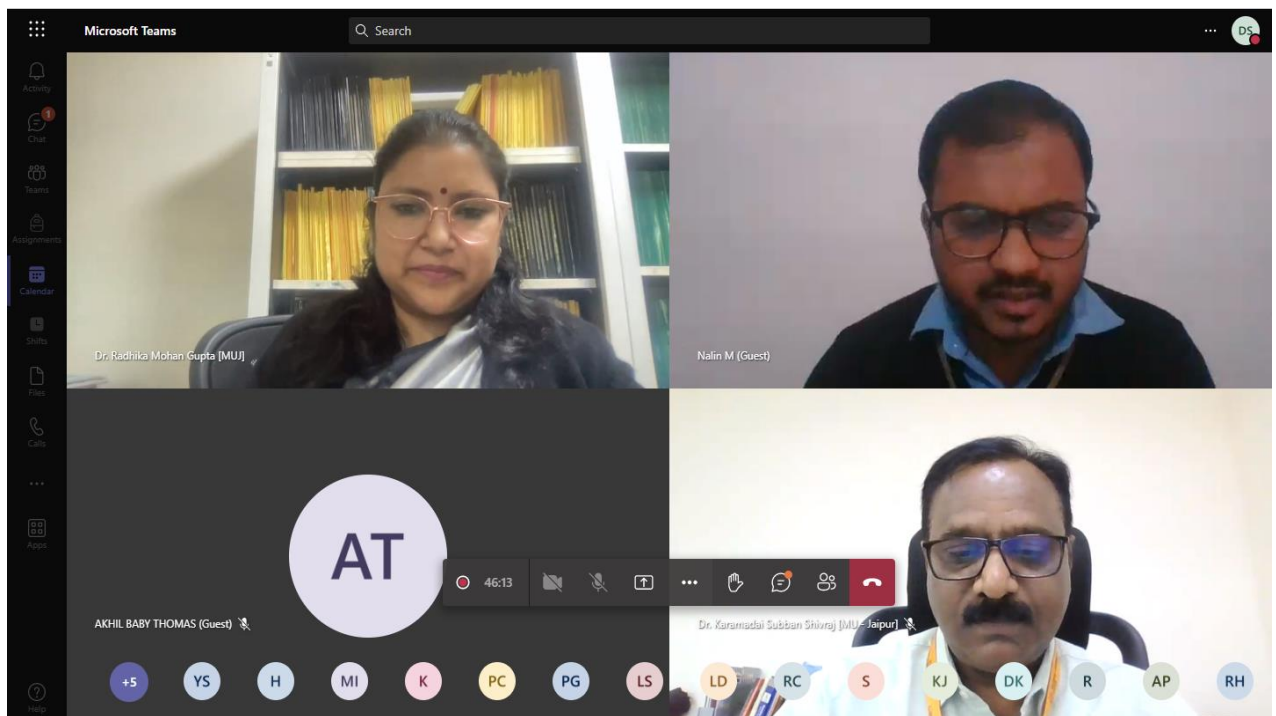 Microsoft Teams
Search
DS
Activity
1
Chat
Teams
Assignments
Calendar
Shifts
Files
Calls
Apps
Help
Dr. Radhika Mohan Gupta [MUJ]
Nalin M (Guest)
AT
46:13
AKHIL BABY THOMAS (Guest)
Dr. Karamadai Subban Shivraj [MU - Jaipur]
+5 YS H MI K PC PG LS LD RC S KJ DK R AP RH